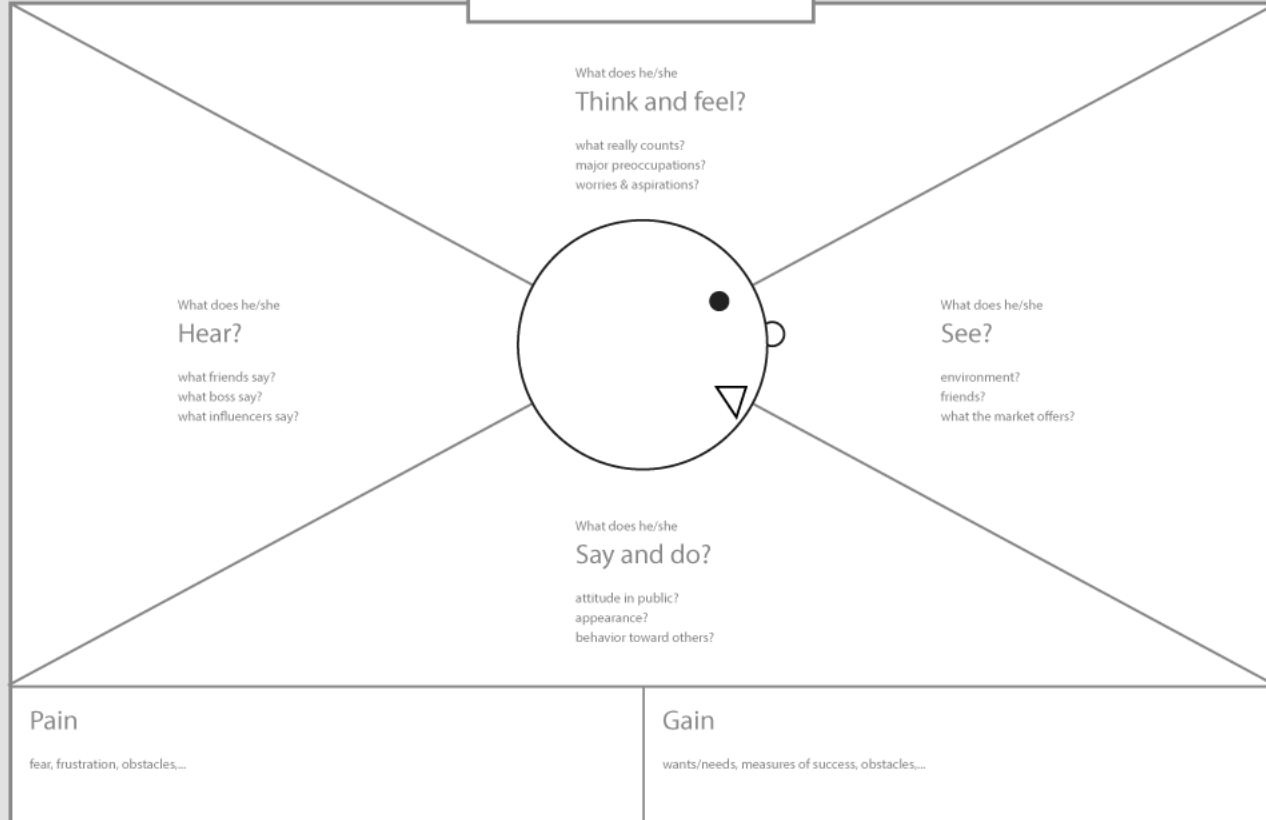 What does he/she
Think and feel?
what really counts?
major preoccupations?
worries & aspirations?
What does he/she
Hear?
what friends say?
what boss say?
what influencers say?
What does he/she
See?
environment?
friends?
what the market offers?
What does he/she
Say and do?
attitude in public?
appearance?
behavior toward others?
Pain
fear, frustration, obstacles,...
Gain
wants/needs, measures of success, obstacles,...